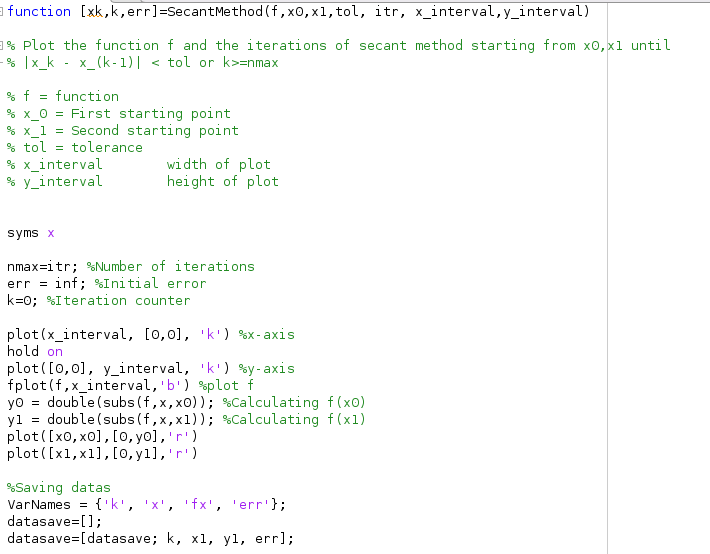 function [xk,k,err]=SecantMethod(f,x0,x1,tol, itr, x_interval,y_interval)
% Plot the function f and the iterations of secant method starting from x0,x1 until
% |x_k - x_(k-1)| < tol or k>=nmax
% f = function
% x_0 = First starting point
% x_1 = Second starting point
% tol = tolerance
% x_interval        width of plot
% y_interval        height of plot
syms x
nmax=itr; %Number of iterations
err = inf; %Initial error
k=0; %Iteration counter
plot(x_interval, [0,0], 'k') %x-axis
hold on
plot([0,0], y_interval, 'k') %y-axis
fplot(f,x_interval,'b') %plot f
y0 = double(subs(f,x,x0)); %Calculating f(x0)
y1 = double(subs(f,x,x1)); %Calculating f(x1)
plot([x0,x0],[0,y0],'r')
plot([x1,x1],[0,y1],'r')
%Saving datas
VarNames = {'k', 'x', 'fx', 'err'};
datasave=[];
datasave=[datasave; k, x1, y1, err];